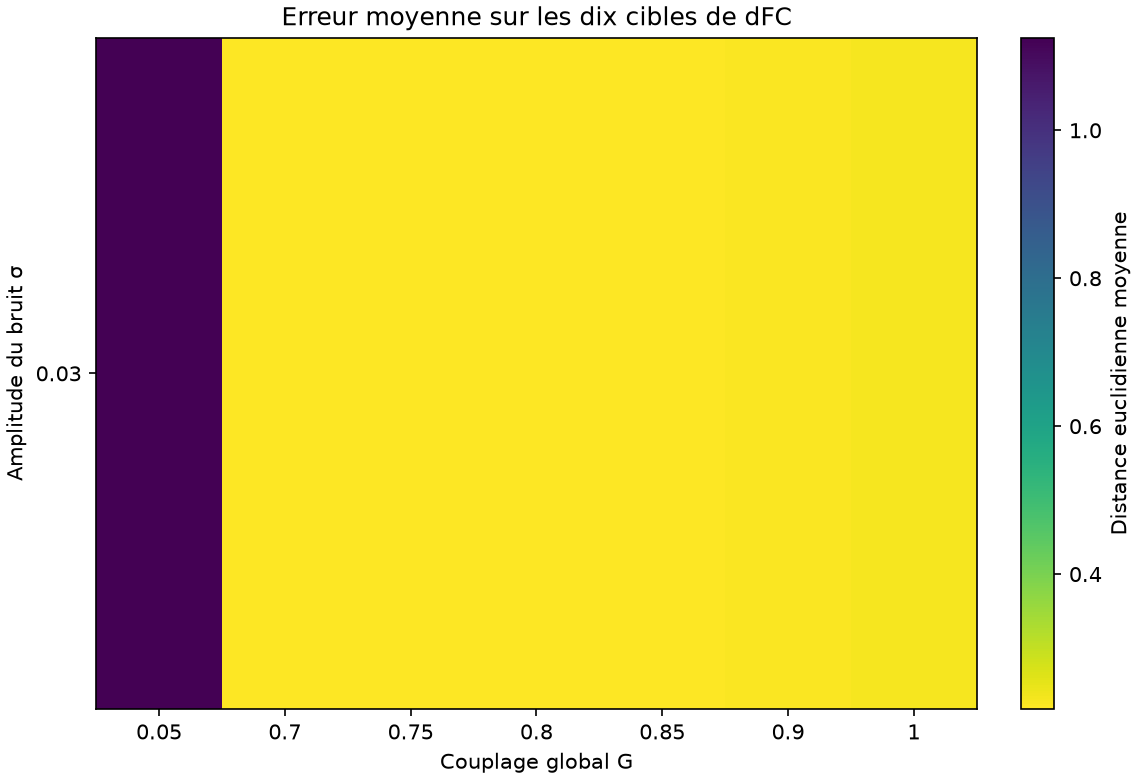 Erreur moyenne sur les dix cibles de dFC
Amplitude du bruit σ
0.03
0.05 0.7 0.75 0.8 0.85 0.9 1
Couplage global G
1.0
0.8
0.6
0.4
Distance euclidienne moyenne